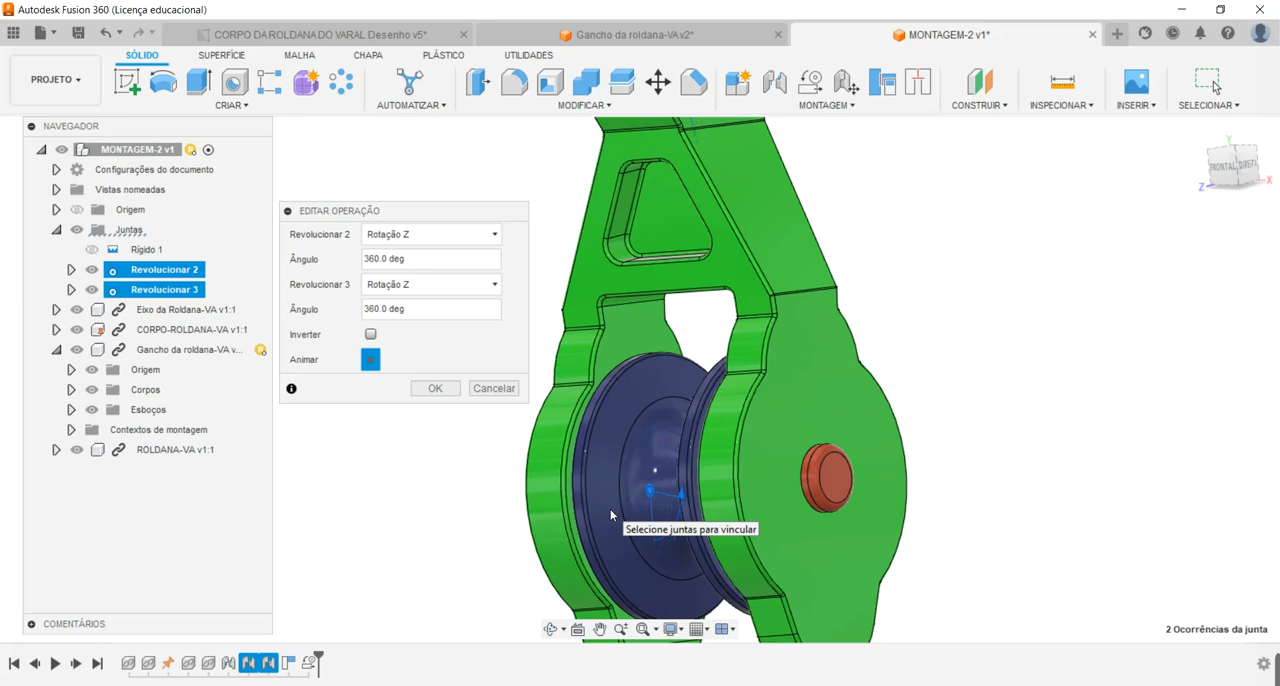 Autodesk Fusion 360 (Licença educacional)
CORPO DA ROLDANA DO VARAL Desenho v5*
Gancho da roldana-VA v2*
MONTAGEM-2 v1*
PROJETO
SÓLIDO
SUPERFÍCIE
MALHA
CHAPA
PLÁSTICO
UTILIDADES
CRIAR
AUTOMATIZAR
MODIFICAR
MONTAGEM
CONSTRUIR
INSPECIONAR
INSERIR
SELECIONAR
NAVEGADOR
MONTAGEM-2 v1
Configurações do documento
Vistas nomeadas
Origem
Juntas
Rígido 1
Revolucionar 2
Revolucionar 3
Eixo da Roldana-VA v1:1
CORPO-ROLDANA-VA v1:1
Gancho da roldana-VA v...
Origem
Corpos
Esboços
Contextos de montagem
ROLDANA-VA v1:1
COMENTÁRIOS
EDITAR OPERAÇÃO
Revolucionar 2 Rotação Z
Ângulo 360.0 deg
Revolucionar 3 Rotação Z
Ângulo 360.0 deg
Inverter
Animar
OK Cancelar
Selecione juntas para vincular
Y
FRONTAL DIREITA
Z X
2 Ocorrências da junta